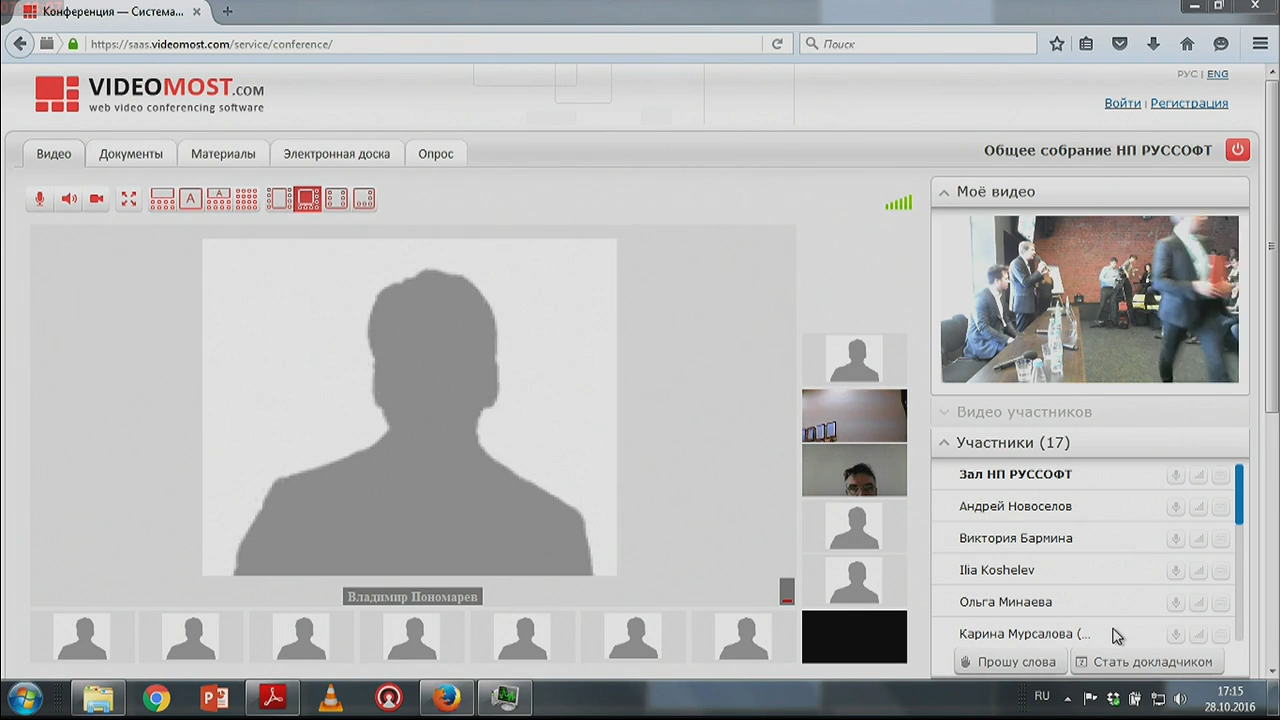 Конференция — Система...
https://saas.videomost.com/service/conference/
Поиск
РУС | ENG
VIDEOMOST.COM
web video conferencing software
Войти | Регистрация
Видео
Документы
Материалы
Электронная доска
Опрос
Общее собрание НП РУССОФТ
A
A
Моё видео
Видео участников
Участники (17)
Зал НП РУССОФТ
Андрей Новоселов
Виктория Бармина
Ilia Koshelev
Ольга Минаева
Карина Мурсалова (...
Владимир Пономарев
Прошу слова
Стать докладчиком
RU
17:15
28.10.2016